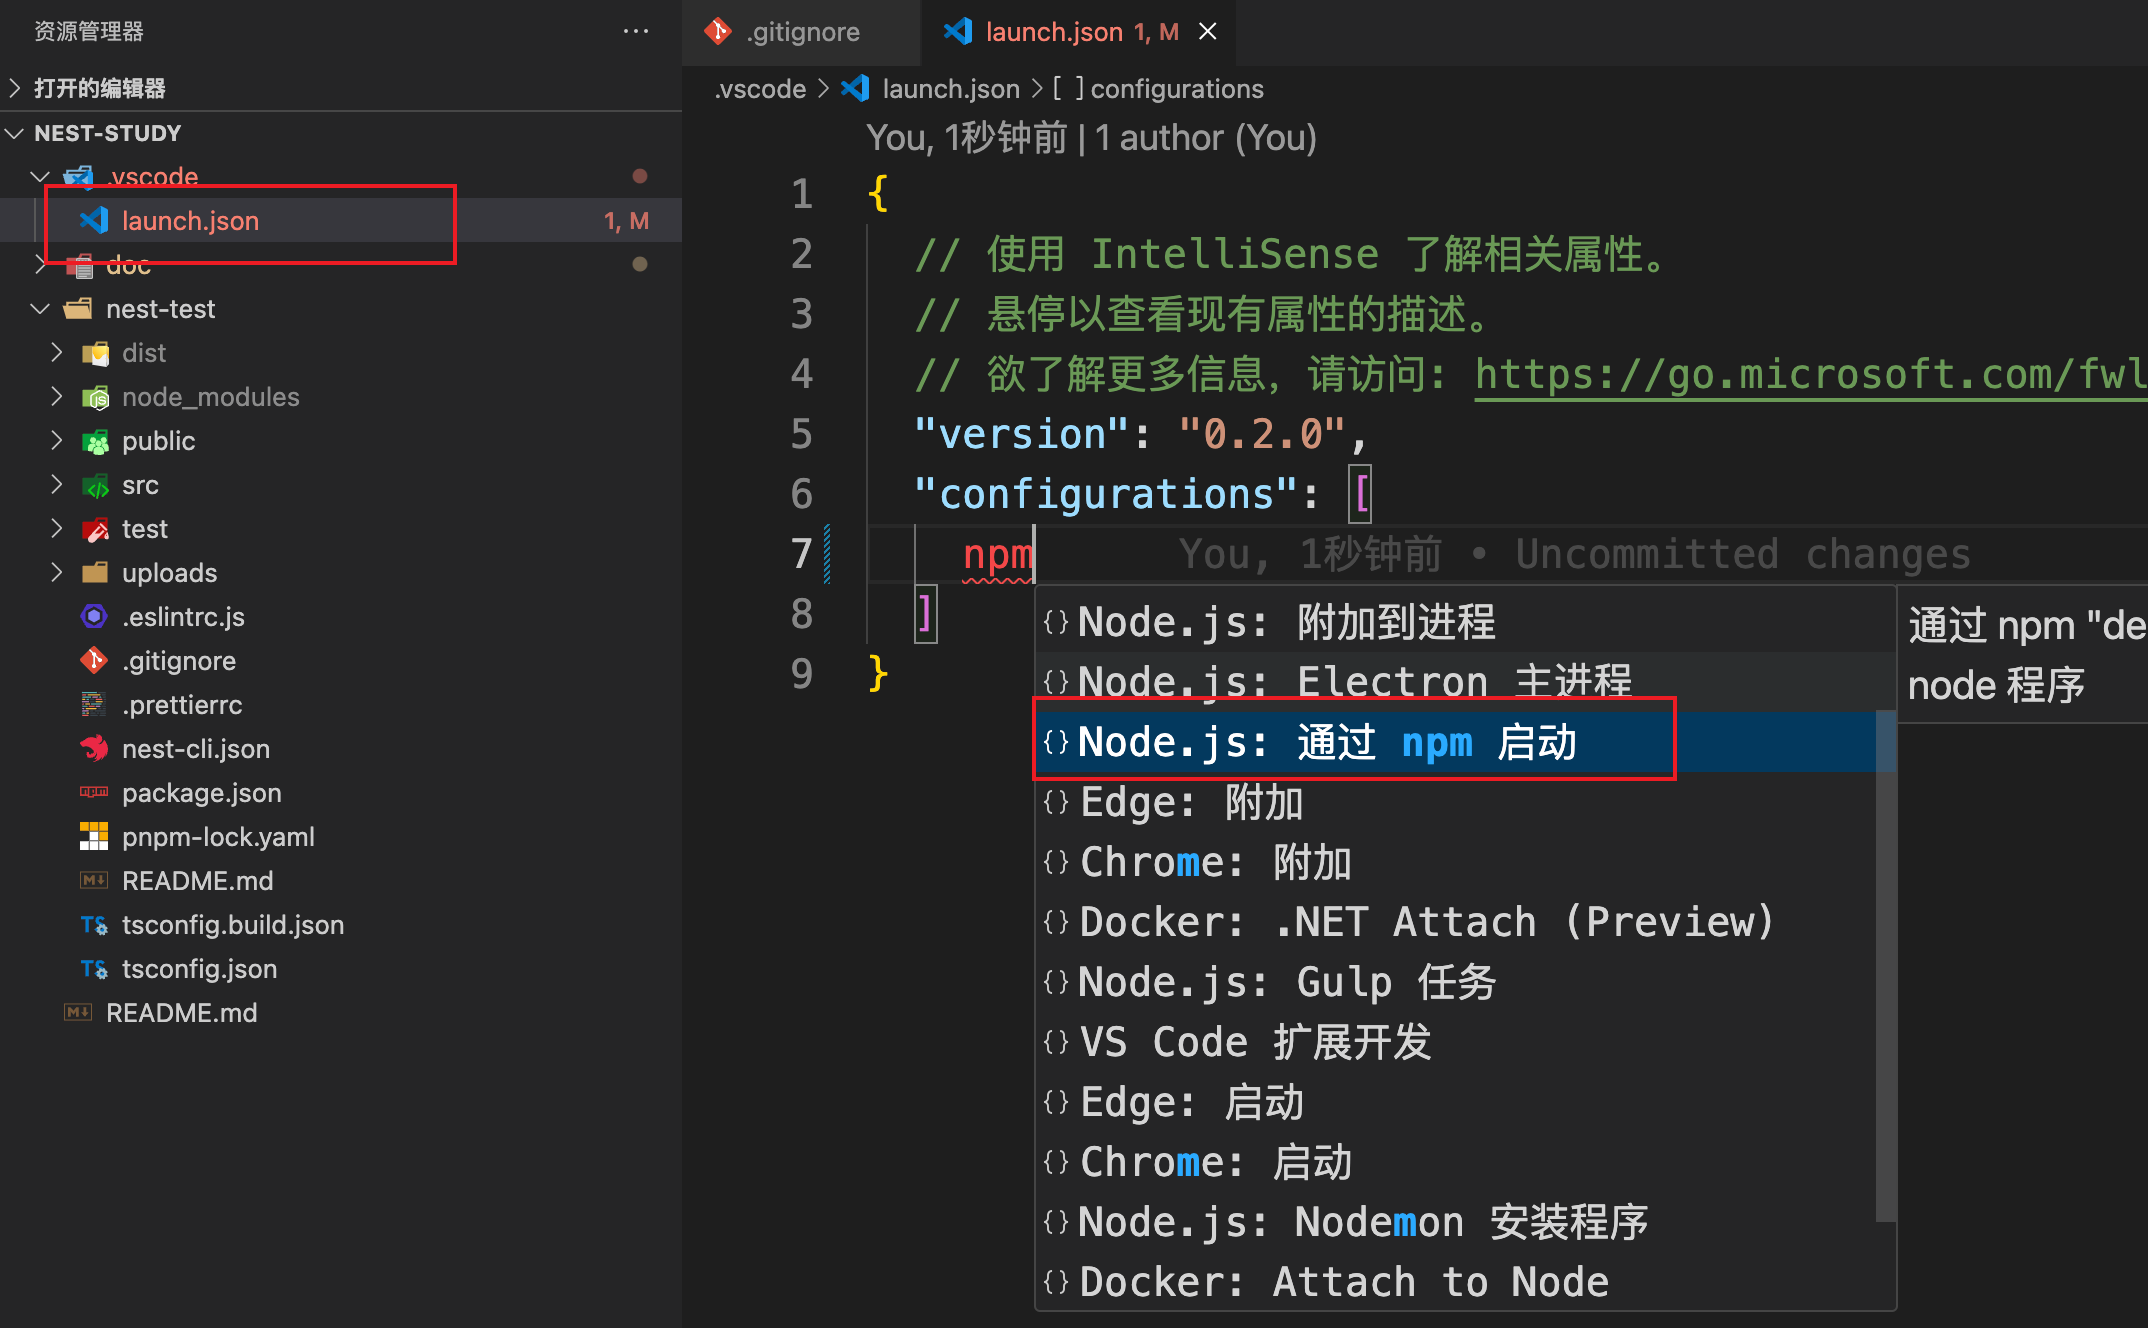 资源管理器
打开的编辑器
NEST-STUDY
.vscode
launch.json 1, M
doc
nest-test
dist
node_modules
public
src
test
uploads
.eslintrc.js
.gitignore
.prettierrc
nest-cli.json
package.json
pnpm-lock.yaml
README.md
tsconfig.build.json
tsconfig.json
README.md
.gitignore
launch.json 1, M
.vscode > launch.json > [ ] configurations
You, 1秒钟前 | 1 author (You)
1 {
2 // 使用 IntelliSense 了解相关属性。
3 // 悬停以查看现有属性的描述。
4 // 欲了解更多信息，请访问: https://go.microsoft.com/fwl
5 "version": "0.2.0",
6 "configurations": [
7 npm You, 1秒钟前 • Uncommitted changes
8 ]
9 }
{} Node.js: 附加到进程
{} Node.js: Electron 主进程
{} Node.js: 通过 npm 启动
{} Edge: 附加
{} Chrome: 附加
{} Docker: .NET Attach (Preview)
{} Node.js: Gulp 任务
{} VS Code 扩展开发
{} Edge: 启动
{} Chrome: 启动
{} Node.js: Nodemon 安装程序
{} Docker: Attach to Node
通过 npm "de
node 程序